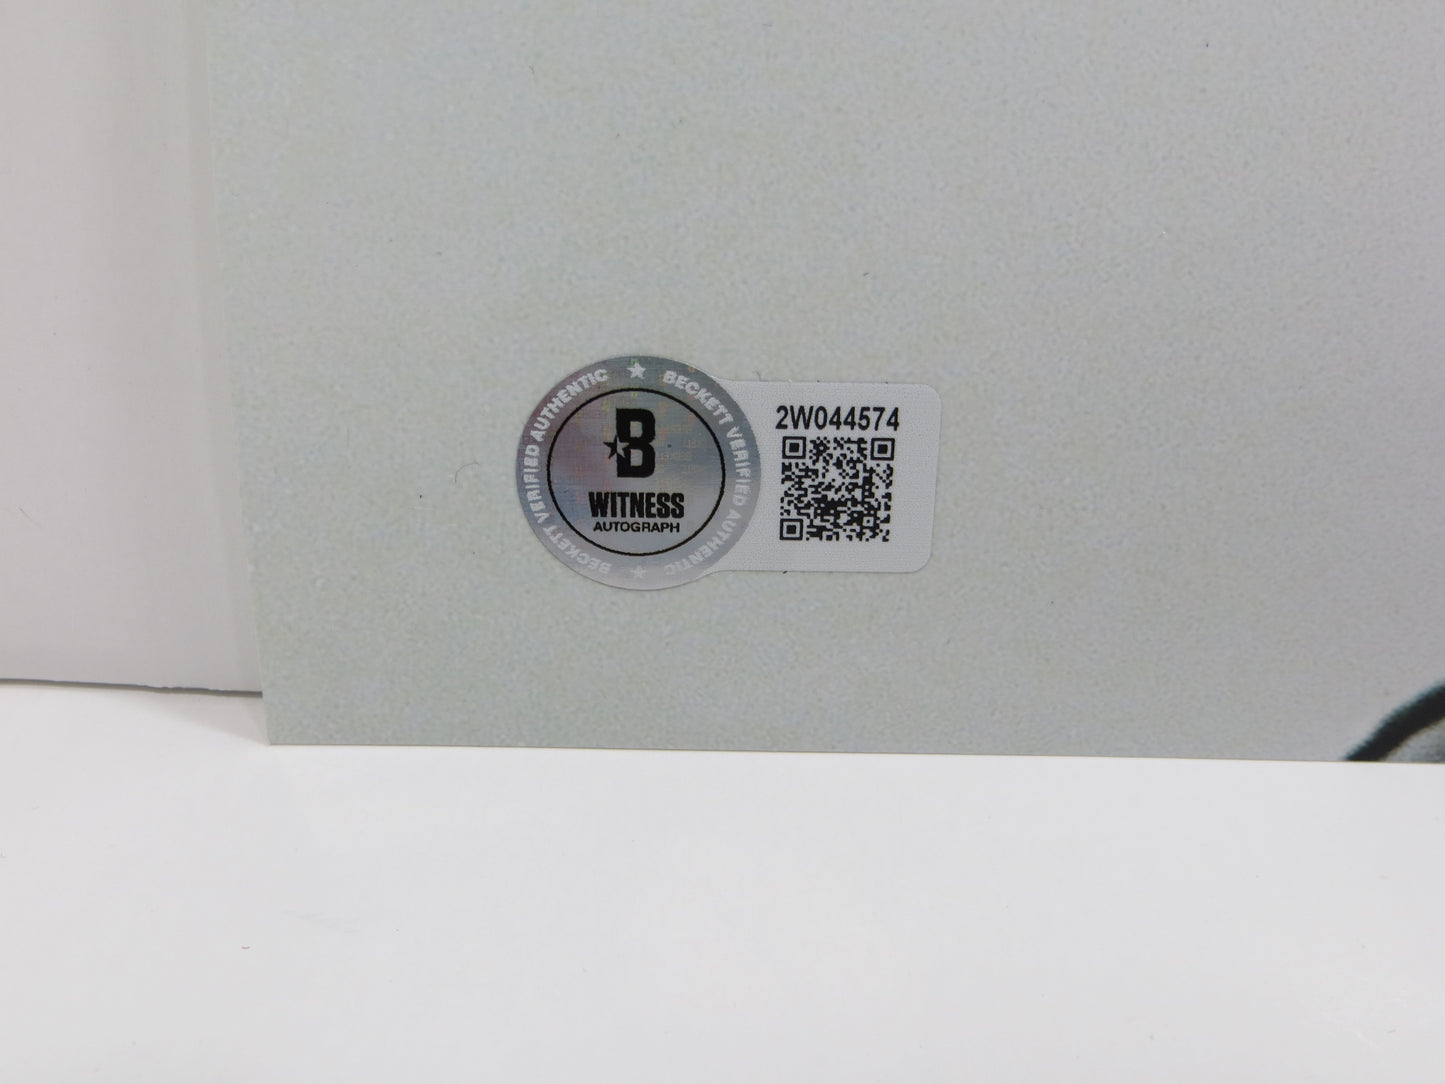 BECKETT VERIFIED AUTHENTIC ★ BECKETT VERIFIED AUTHENTIC ★
B
WITNESS
AUTOGRAPH
2W044574